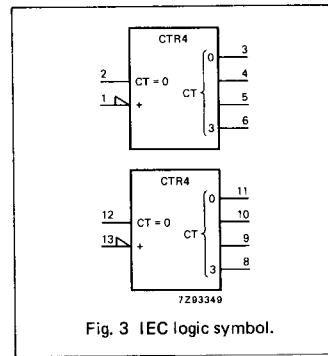 CTR4
0 3
2 CT = 0 4
1 + CT 5
3 6
CTR4
0 11
12 CT = 0 10
13 + CT 9
3 8
7Z93349
Fig. 3 IEC logic symbol.